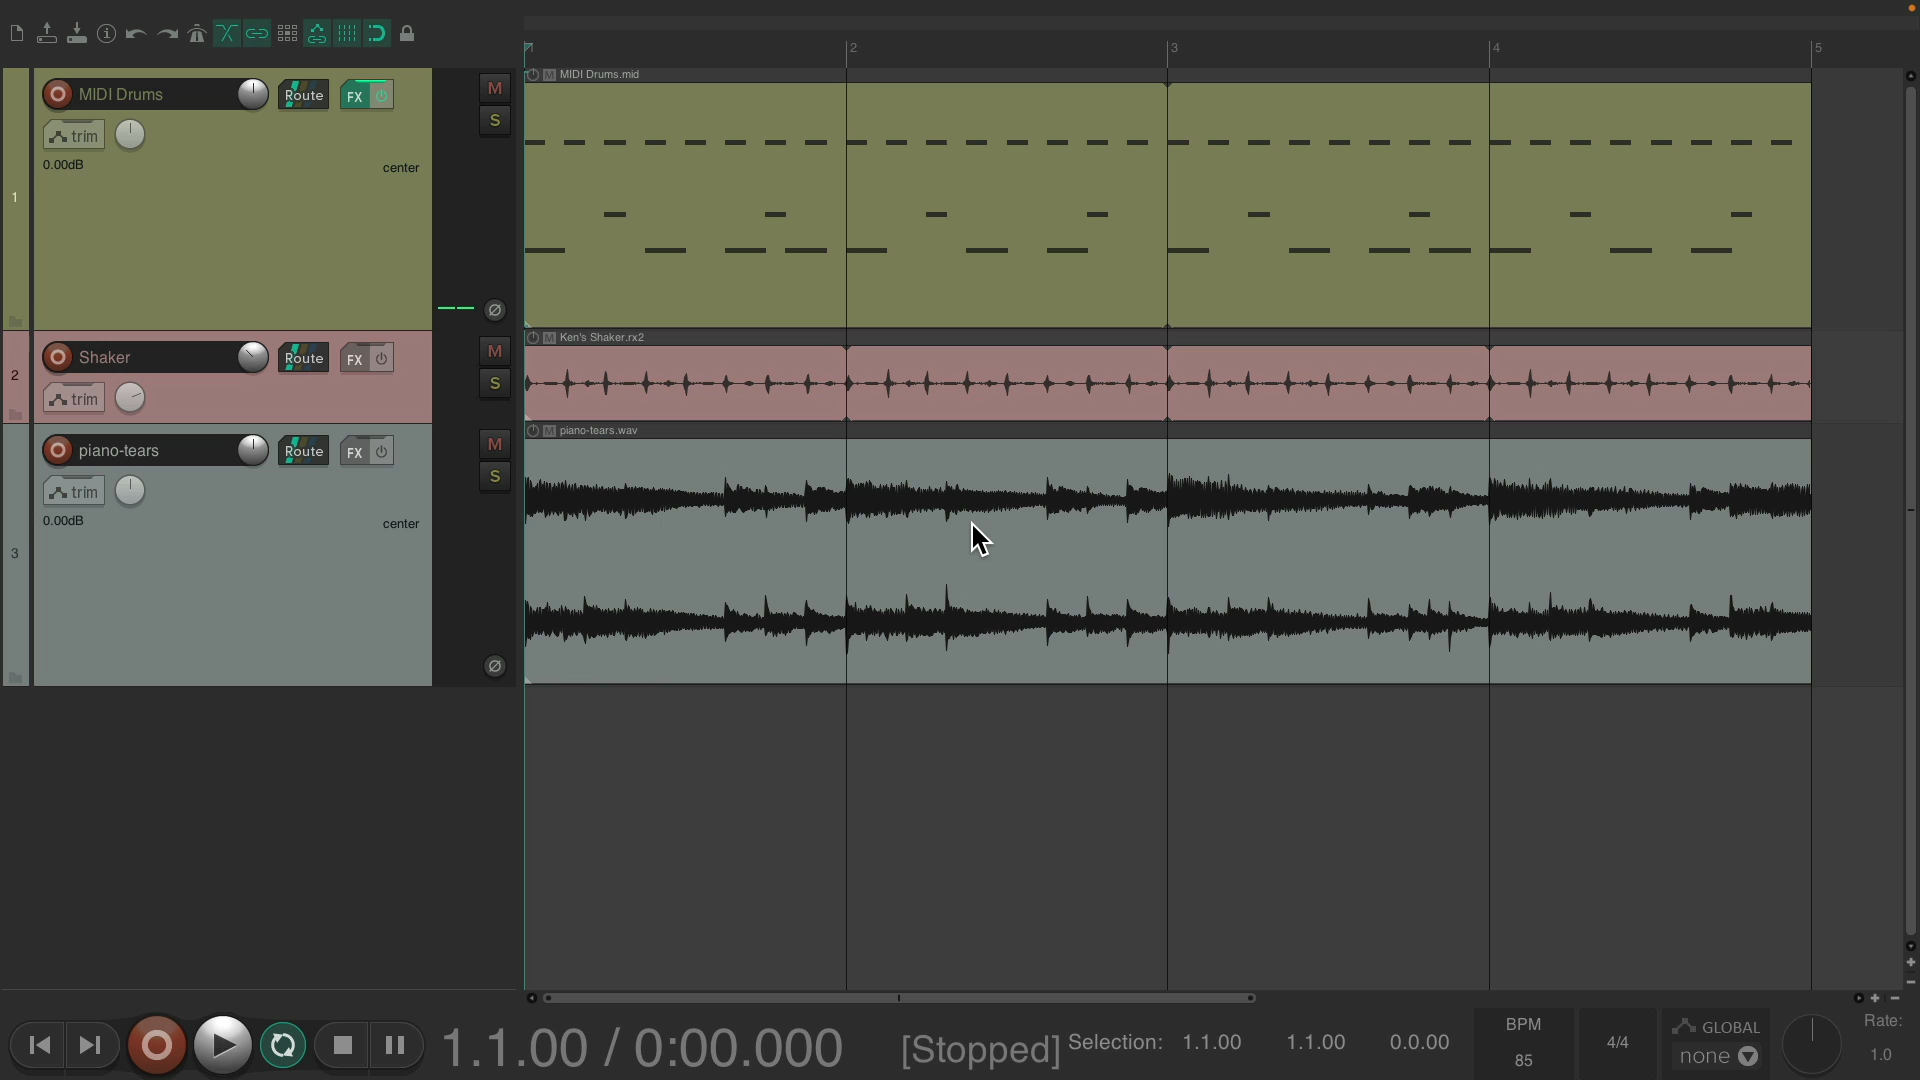 2
3
4
5
MIDI Drums
Route
FX
M
S
M MIDI Drums.mid
trim
0.00dB
center
1
Shaker
Route
FX
M
S
M Ken's Shaker.rx2
trim
2
piano-tears
Route
FX
M
S
M piano-tears.wav
trim
0.00dB
center
3
1.1.00 / 0:00.000
[Stopped]
Selection: 1.1.00 1.1.00 0.0.00
BPM
85
4/4
GLOBAL
none
Rate:
1.0